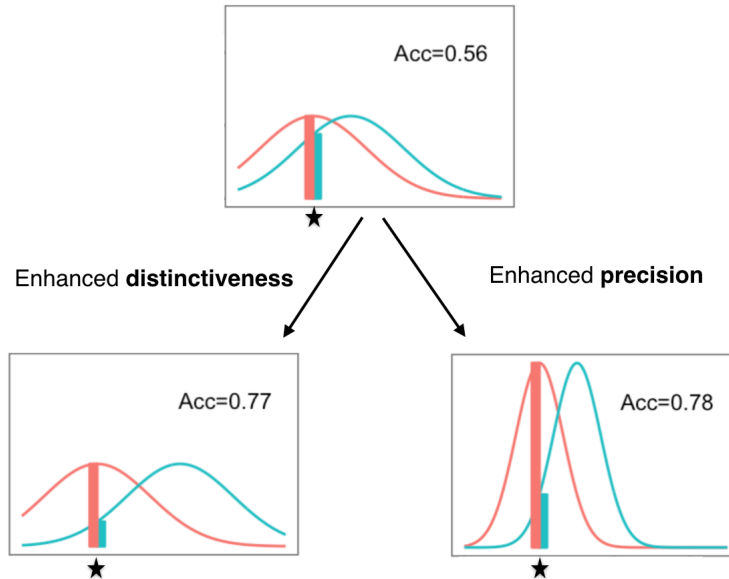 Acc=0.56
Enhanced distinctiveness
Enhanced precision
Acc=0.77
Acc=0.78